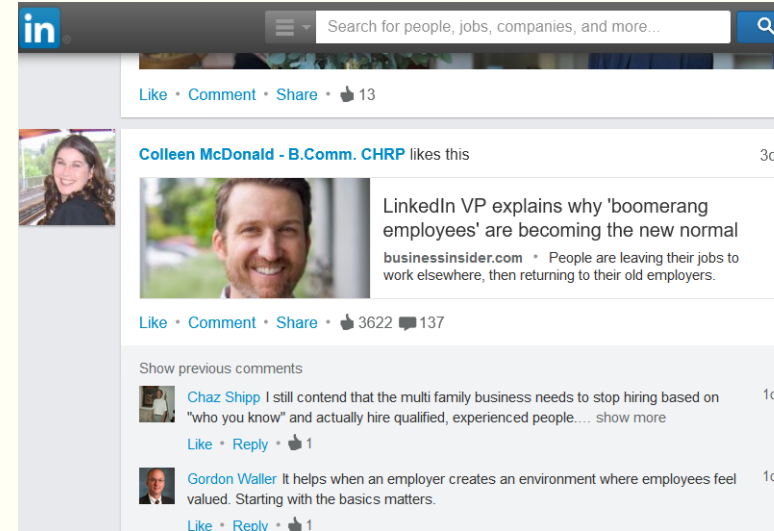 in
Search for people, jobs, companies, and more...
Like • Comment • Share • 13
Colleen McDonald - B.Comm. CHRP likes this
LinkedIn VP explains why 'boomerang
employees' are becoming the new normal
businessinsider.com • People are leaving their jobs to
work elsewhere, then returning to their old employers.
Like • Comment • Share • 3622 137
Show previous comments
Chaz Shipp I still contend that the multi family business needs to stop hiring based on
"who you know" and actually hire qualified, experienced people.... show more
Like • Reply • 1
Gordon Waller It helps when an employer creates an environment where employees feel
valued. Starting with the basics matters.
Like • Reply • 1